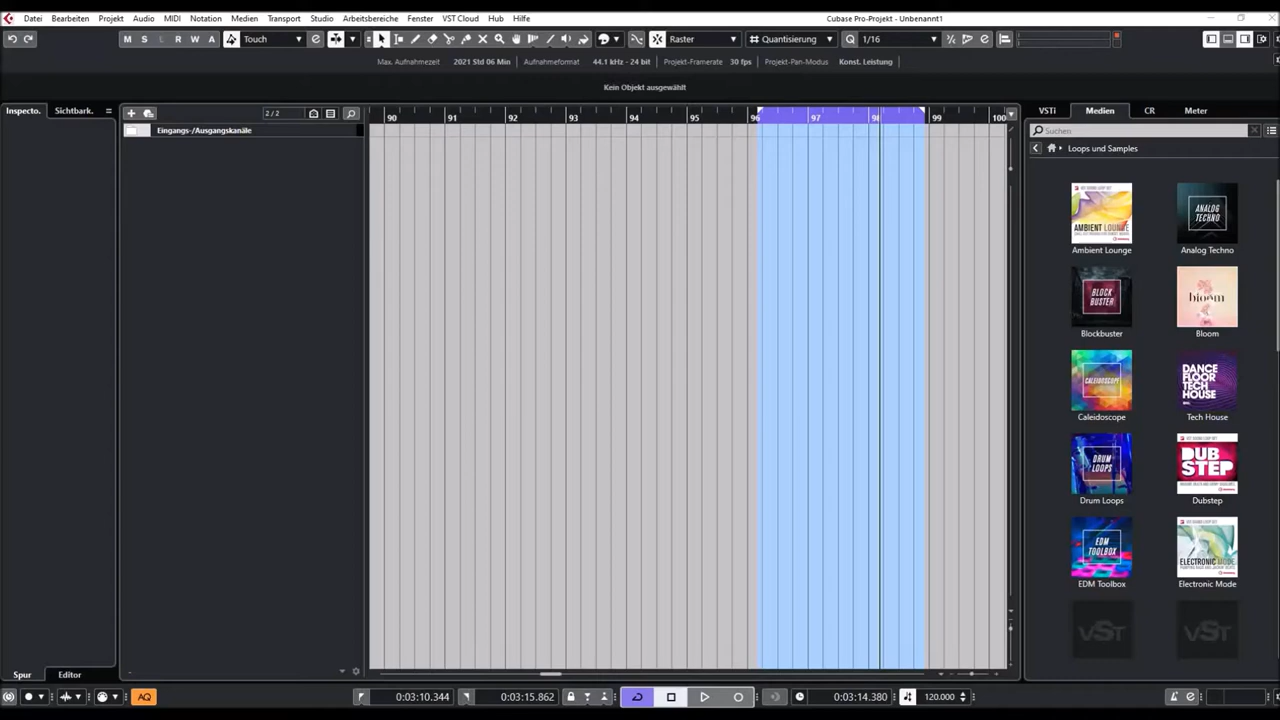 Datei Bearbeiten Projekt Audio MIDI Notation Medien Transport Studio Arbeitsbereiche Fenster VST Cloud Hub Hilfe Cubase Pro-Projekt - Unbenannt1
M S L R W A Touch Raster Quantisierung Q 1/16
Max. Aufnahmezeit 2021 Std 06 Min Aufnahmeformat 44.1 kHz - 24 bit Projekt-Framerate 30 fps Projekt-Pan-Modus Konst. Leistung
Kein Objekt ausgewählt
Inspecto. Sichtbark. 2 / 2 90 91 92 93 94 95 96 97 98 99 100 VSTi Medien CR Meter
Eingangs-/Ausgangskanäle Suchen
Loops und Samples
AMBIENT LOUNGE ANALOG TECHNO
Ambient Lounge Analog Techno
BLOCK BUSTER bloom
Blockbuster Bloom
CALEIDOSCOPE DANCE FLOOR TECH HOUSE
Caleidoscope Tech House
DRUM LOOPS DUB STEP
Drum Loops Dubstep
EDM TOOLBOX ELECTRONIC MODE
EDM Toolbox Electronic Mode
VST VST
Spur Editor
AQ 0:03:10.344 0:03:15.862 0:03:14.380 120.000